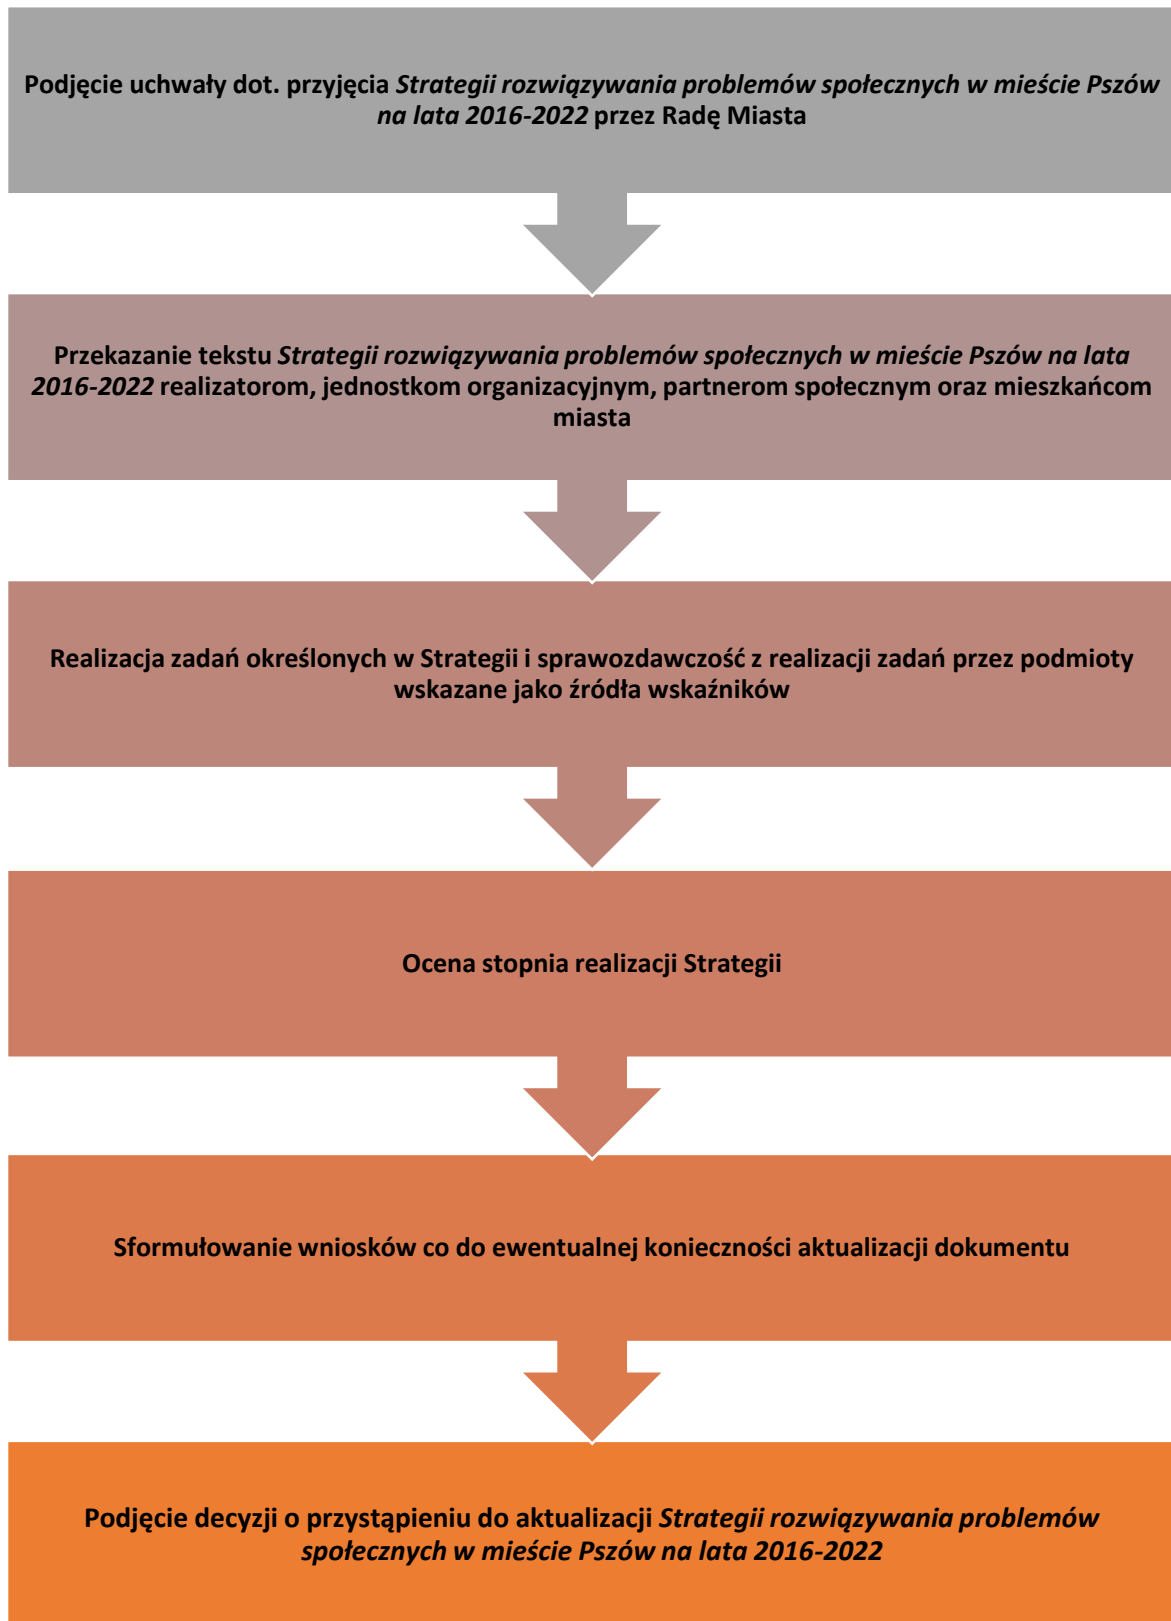 Podjęcie uchwały dot. przyjęcia Strategii rozwiązywania problemów społecznych w mieście Pszów
na lata 2016-2022 przez Radę Miasta
Przekazanie tekstu Strategii rozwiązywania problemów społecznych w mieście Pszów na lata
2016-2022 realizatorom, jednostkom organizacyjnym, partnerom społecznym oraz mieszkańcom
miasta
Realizacja zadań określonych w Strategii i sprawozdawczość z realizacji zadań przez podmioty
wskazane jako źródła wskaźników
Ocena stopnia realizacji Strategii
Sformułowanie wniosków co do ewentualnej konieczności aktualizacji dokumentu
Podjęcie decyzji o przystąpieniu do aktualizacji Strategii rozwiązywania problemów
społecznych w mieście Pszów na lata 2016-2022